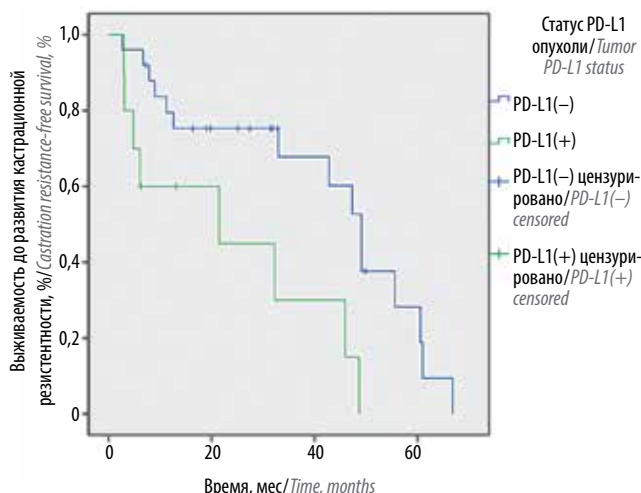 Выживаемость до развития кастрационной
резистентности, %/Castration resistance-free survival, %
1,0
0,8
0,6
0,4
0,2
0
0
20
40
60
Время, мес/Time, months
Статус PD-L1
опухоли/Tumor
PD-L1 status
PD-L1(–)
PD-L1(+)
PD-L1(–) цензури-
ровано/PD-L1(–)
censored
PD-L1(+) цензури-
ровано/PD-L1(+)
censored